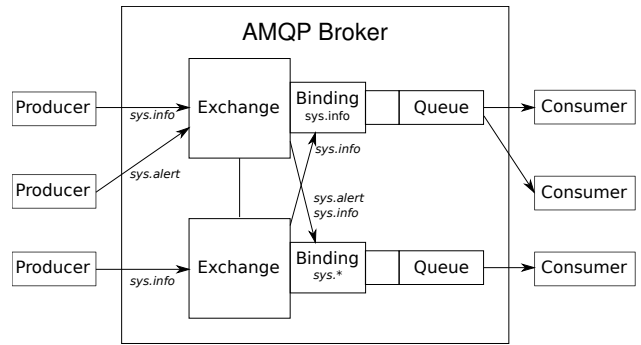 AMQP Broker
Producer
sys.info
Exchange
Binding
sys.info
Queue
Consumer
sys.info
Producer
sys.alert
sys.alert
sys.info
Consumer
Producer
sys.info
Exchange
Binding
sys.*
Queue
Consumer